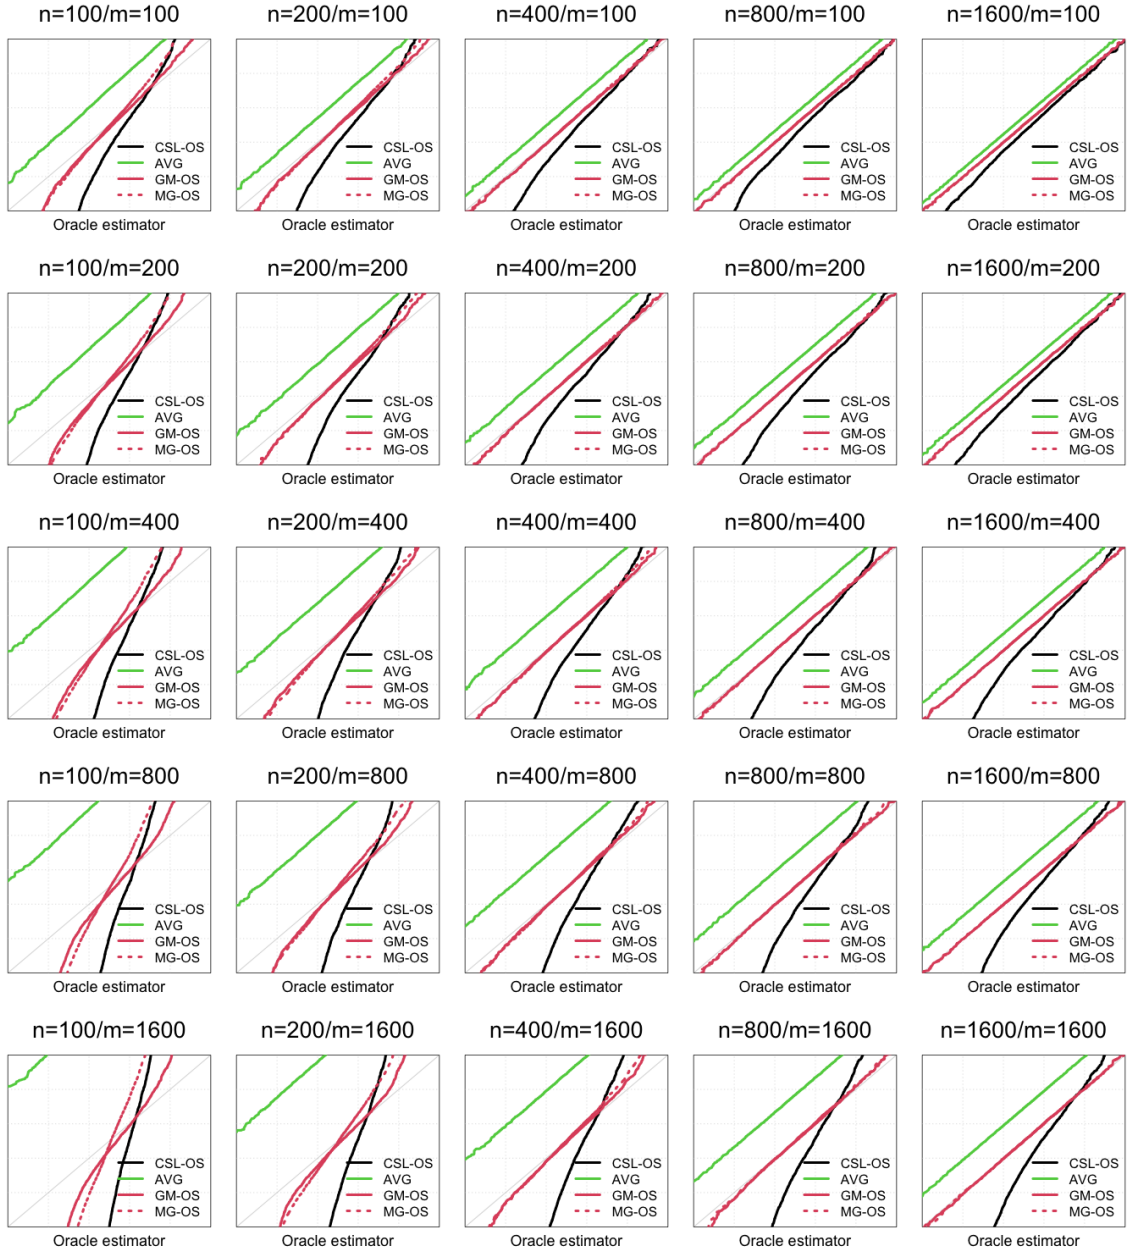 n=100/m=100 n=200/m=100 n=400/m=100 n=800/m=100 n=1600/m=100
CSL-OS CSL-OS CSL-OS CSL-OS CSL-OS
AVG AVG AVG AVG AVG
GM-OS GM-OS GM-OS GM-OS GM-OS
MG-OS MG-OS MG-OS MG-OS MG-OS
Oracle estimator Oracle estimator Oracle estimator Oracle estimator Oracle estimator
n=100/m=200 n=200/m=200 n=400/m=200 n=800/m=200 n=1600/m=200
CSL-OS CSL-OS CSL-OS CSL-OS CSL-OS
AVG AVG AVG AVG AVG
GM-OS GM-OS GM-OS GM-OS GM-OS
MG-OS MG-OS MG-OS MG-OS MG-OS
Oracle estimator Oracle estimator Oracle estimator Oracle estimator Oracle estimator
n=100/m=400 n=200/m=400 n=400/m=400 n=800/m=400 n=1600/m=400
CSL-OS CSL-OS CSL-OS CSL-OS CSL-OS
AVG AVG AVG AVG AVG
GM-OS GM-OS GM-OS GM-OS GM-OS
MG-OS MG-OS MG-OS MG-OS MG-OS
Oracle estimator Oracle estimator Oracle estimator Oracle estimator Oracle estimator
n=100/m=800 n=200/m=800 n=400/m=800 n=800/m=800 n=1600/m=800
CSL-OS CSL-OS CSL-OS CSL-OS CSL-OS
AVG AVG AVG AVG AVG
GM-OS GM-OS GM-OS GM-OS GM-OS
MG-OS MG-OS MG-OS MG-OS MG-OS
Oracle estimator Oracle estimator Oracle estimator Oracle estimator Oracle estimator
n=100/m=1600 n=200/m=1600 n=400/m=1600 n=800/m=1600 n=1600/m=1600
CSL-OS CSL-OS CSL-OS CSL-OS CSL-OS
AVG AVG AVG AVG AVG
GM-OS GM-OS GM-OS GM-OS GM-OS
MG-OS MG-OS MG-OS MG-OS MG-OS
Oracle estimator Oracle estimator Oracle estimator Oracle estimator Oracle estimator